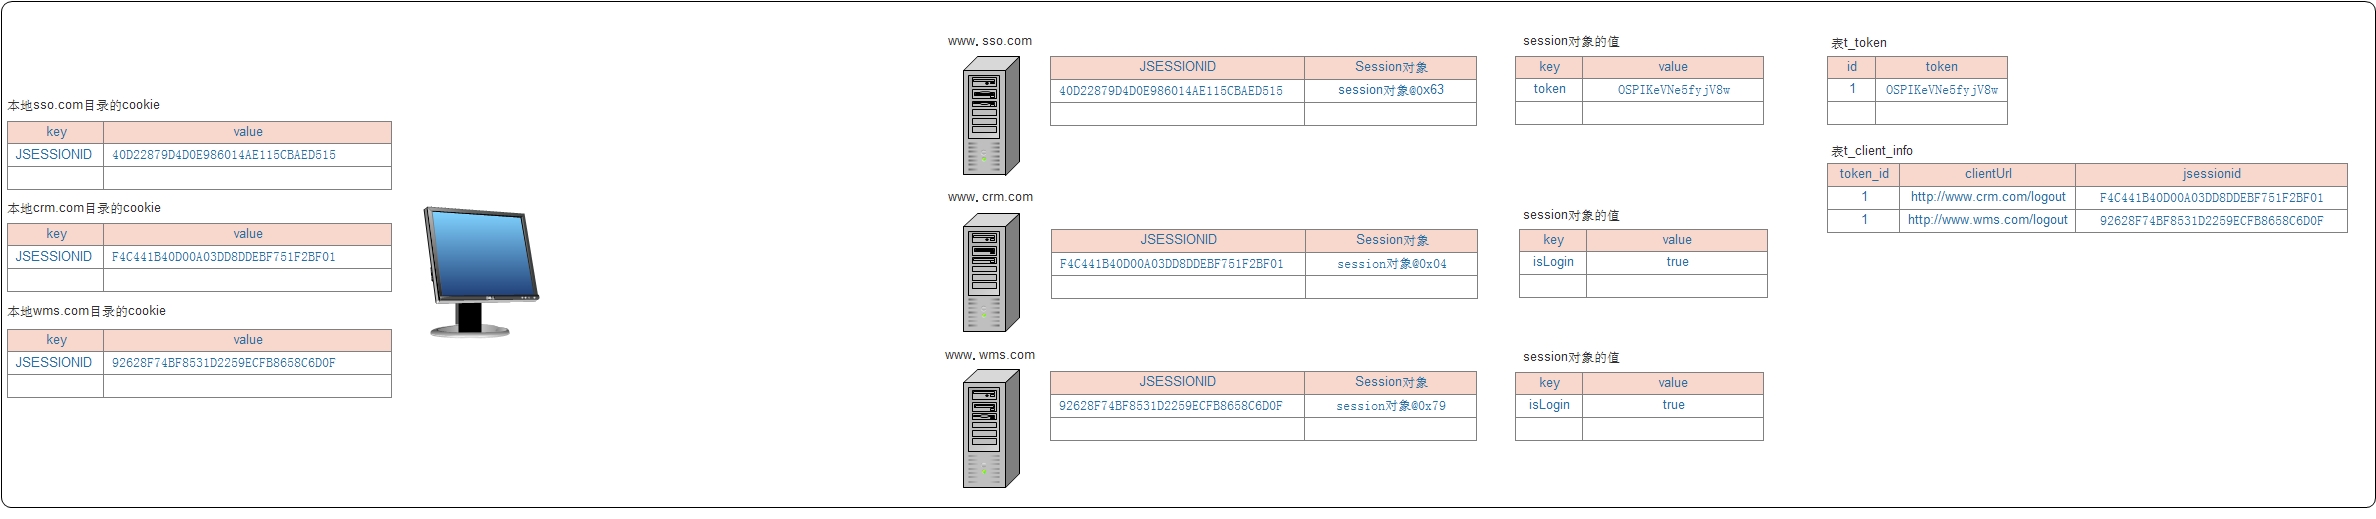 本地sso.com目录的cookie
key value
JSESSIONID 40D22879D4D0E986014AE115CBAED515
本地crm.com目录的cookie
key value
JSESSIONID F4C441B40D00A03DD8DDEBF751F2BF01
本地wms.com目录的cookie
key value
JSESSIONID 92628F74BF8531D2259ECFB8658C6D0F
www.sso.com
JSESSIONID Session对象
40D22879D4D0E986014AE115CBAED515 session对象@0x63
session对象的值
key value
token OSPIKeVNe5fyjV8w
表t_token
id token
1 OSPIKeVNe5fyjV8w
表t_client_info
token_id clientUrl jsessionid
1 http://www.crm.com/logout F4C441B40D00A03DD8DDEBF751F2BF01
1 http://www.wms.com/logout 92628F74BF8531D2259ECFB8658C6D0F
www.crm.com
JSESSIONID Session对象
F4C441B40D00A03DD8DDEBF751F2BF01 session对象@0x04
session对象的值
key value
isLogin true
www.wms.com
JSESSIONID Session对象
92628F74BF8531D2259ECFB8658C6D0F session对象@0x79
session对象的值
key value
isLogin true